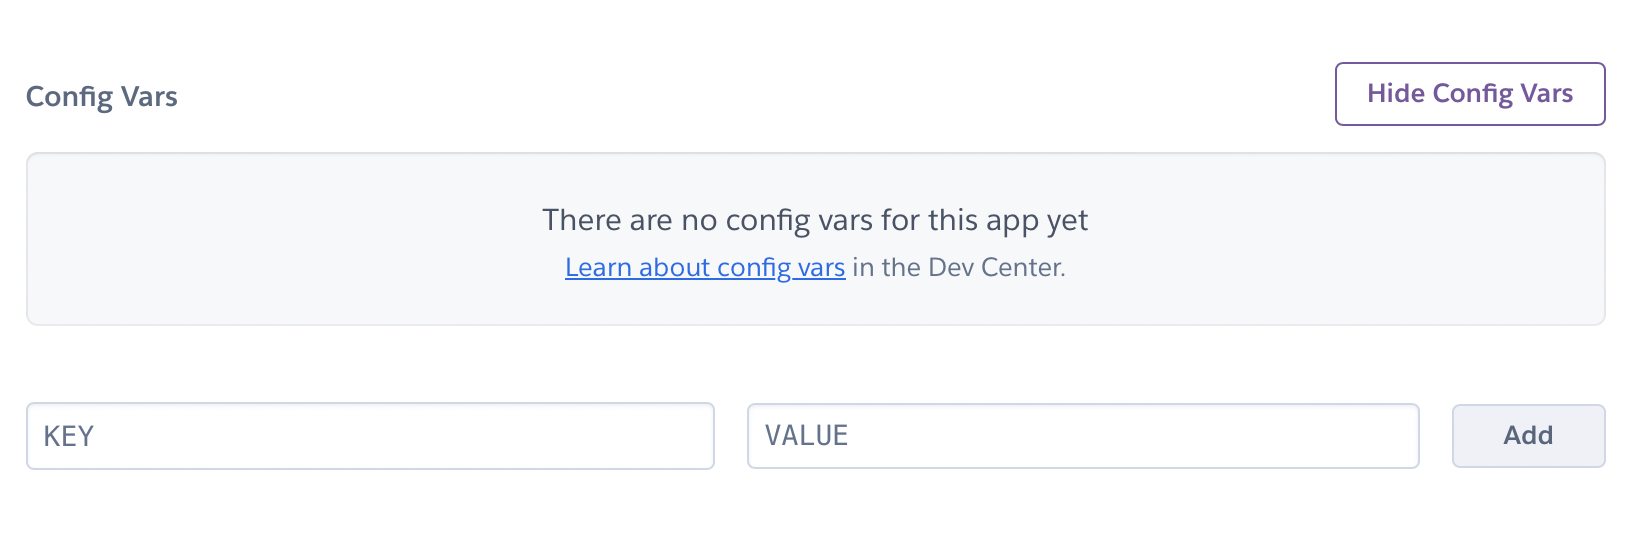 Config Vars
Hide Config Vars
There are no config vars for this app yet
Learn about config vars in the Dev Center.
KEY
VALUE
Add